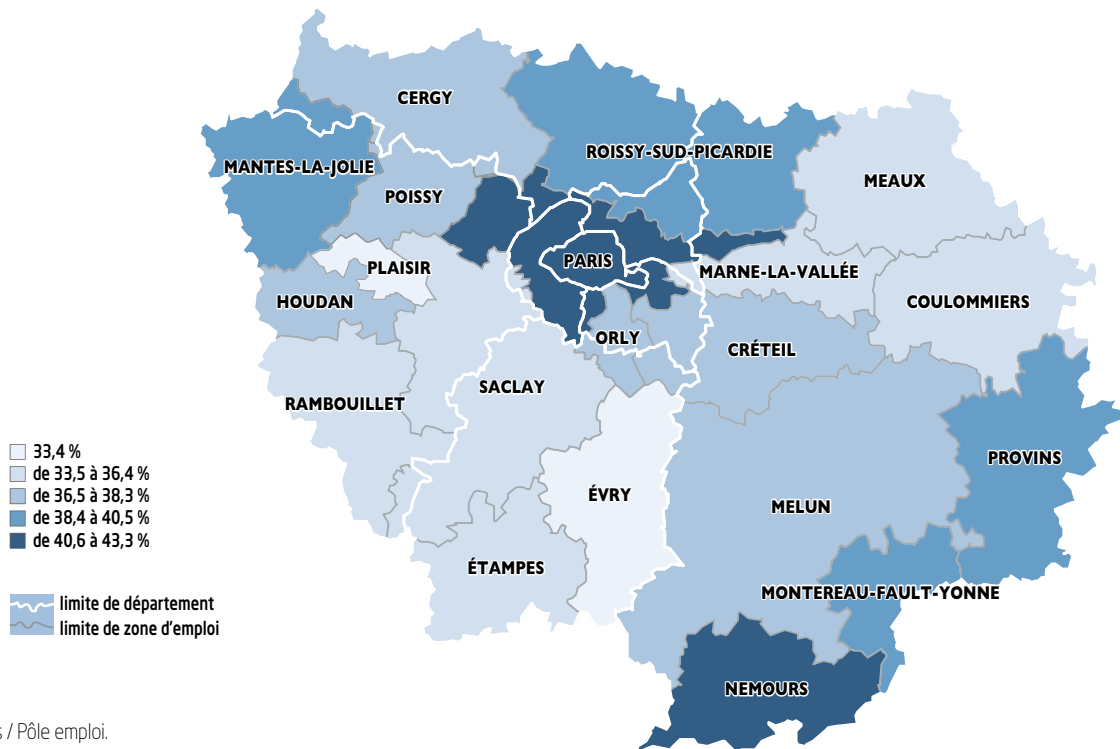 CERGY
ROISSY-SUD-PICARDIE
MANTES-LA-JOLIE
MEAUX
POISSY
PARIS
PLAISIR
MARNE-LA-VALLÉE
HOUDAN
COULOMMIERS
ORLY
CRÉTEIL
SACLAY
RAMBOUILLET
33,4 %
de 33,5 à 36,4 %
de 36,5 à 38,3 %
de 38,4 à 40,5 %
de 40,6 à 43,3 %
PROVINS
ÉVRY
MELUN
ÉTAMPES
MONTEREAU-FAULT-YONNE
limite de département
limite de zone d'emploi
NEMOURS
s / Pôle emploi.